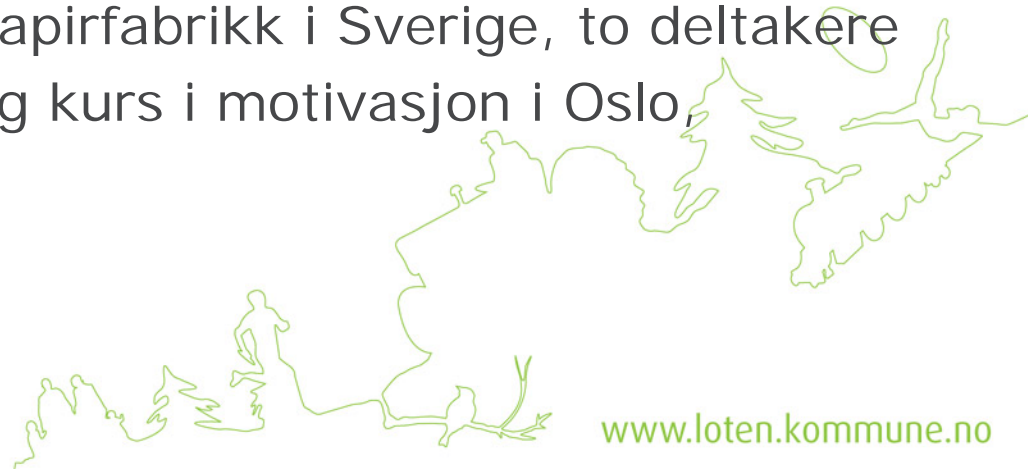 apirfabrikk i Sverige, to deltakere
g kurs i motivasjon i Oslo,
www.loten.kommune.no